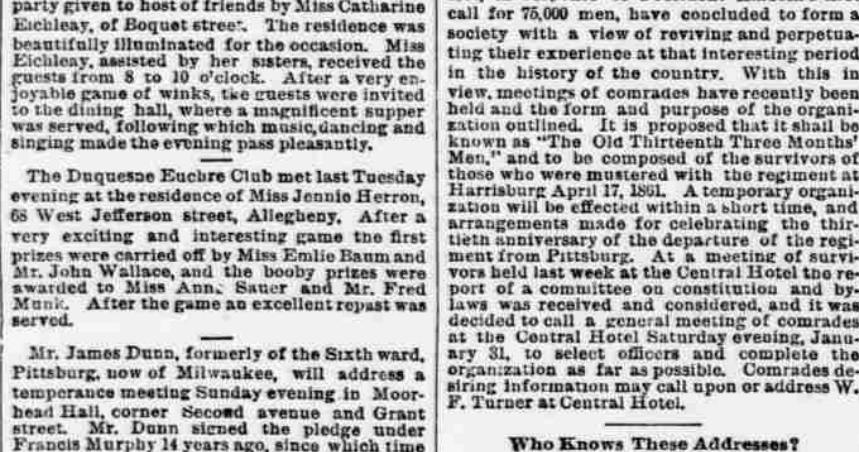 party given to host of friends by Miss Catharine
Eichleay, of Boquet street. The residence was
beautifully illuminated for the occasion. Miss
Eichleay, assisted by her sisters, received the
guests from 8 to 10 o'clock. After a very en-
joyable game of winks, the guests were invited
to the dining hall, where a magnificent supper
was served, following which music, dancing and
singing made the evening pass pleasantly.
The Duquesne Euchre Club met last Tuesday
evening at the residence of Miss Jennie Herron,
68 West Jefferson street, Allegheny. After a
very exciting and interesting game the first
prizes were carried off by Miss Emlie Baum and
Mr. John Wallace, and the booby prizes were
awarded to Miss Ann. Sauer and Mr. Fred
Munk. After the game an excellent repast was
served.
Mr. James Dunn, formerly of the Sixth ward,
Pittsburg, now of Milwaukee, will address a
temperance meeting Sunday evening in Moor-
head Hall, corner Second avenue and Grant
street. Mr. Dunn signed the pledge under
Francis Murphy 14 years ago, since which time
call for 75,000 men, have concluded to form a
society with a view of reviving and perpetua-
ting their experience at that interesting period
in the history of the country. With this in
view, meetings of comrades have recently been
held and the form and purpose of the organi-
zation outlined. It is proposed that it shall be
known as "The Old Thirteenth Three Months'
Men," and to be composed of the survivors of
those who were mustered with the regiment at
Harrisburg April 17, 1861. A temporary organi-
zation will be effected within a short time, and
arrangements made for celebrating the thir-
tieth anniversary of the departure of the regi-
ment from Pittsburg. At a meeting of survi-
vors held last week at the Central Hotel the re-
port of a committee on constitution and by-
laws was received and considered, and it was
decided to call a general meeting of comrades
at the Central Hotel Saturday evening, Janu-
ary 31, to select officers and complete the
organization as far as possible. Comrades de-
siring information may call upon or address W.
F. Turner at Central Hotel.
Who Knows These Addresses?